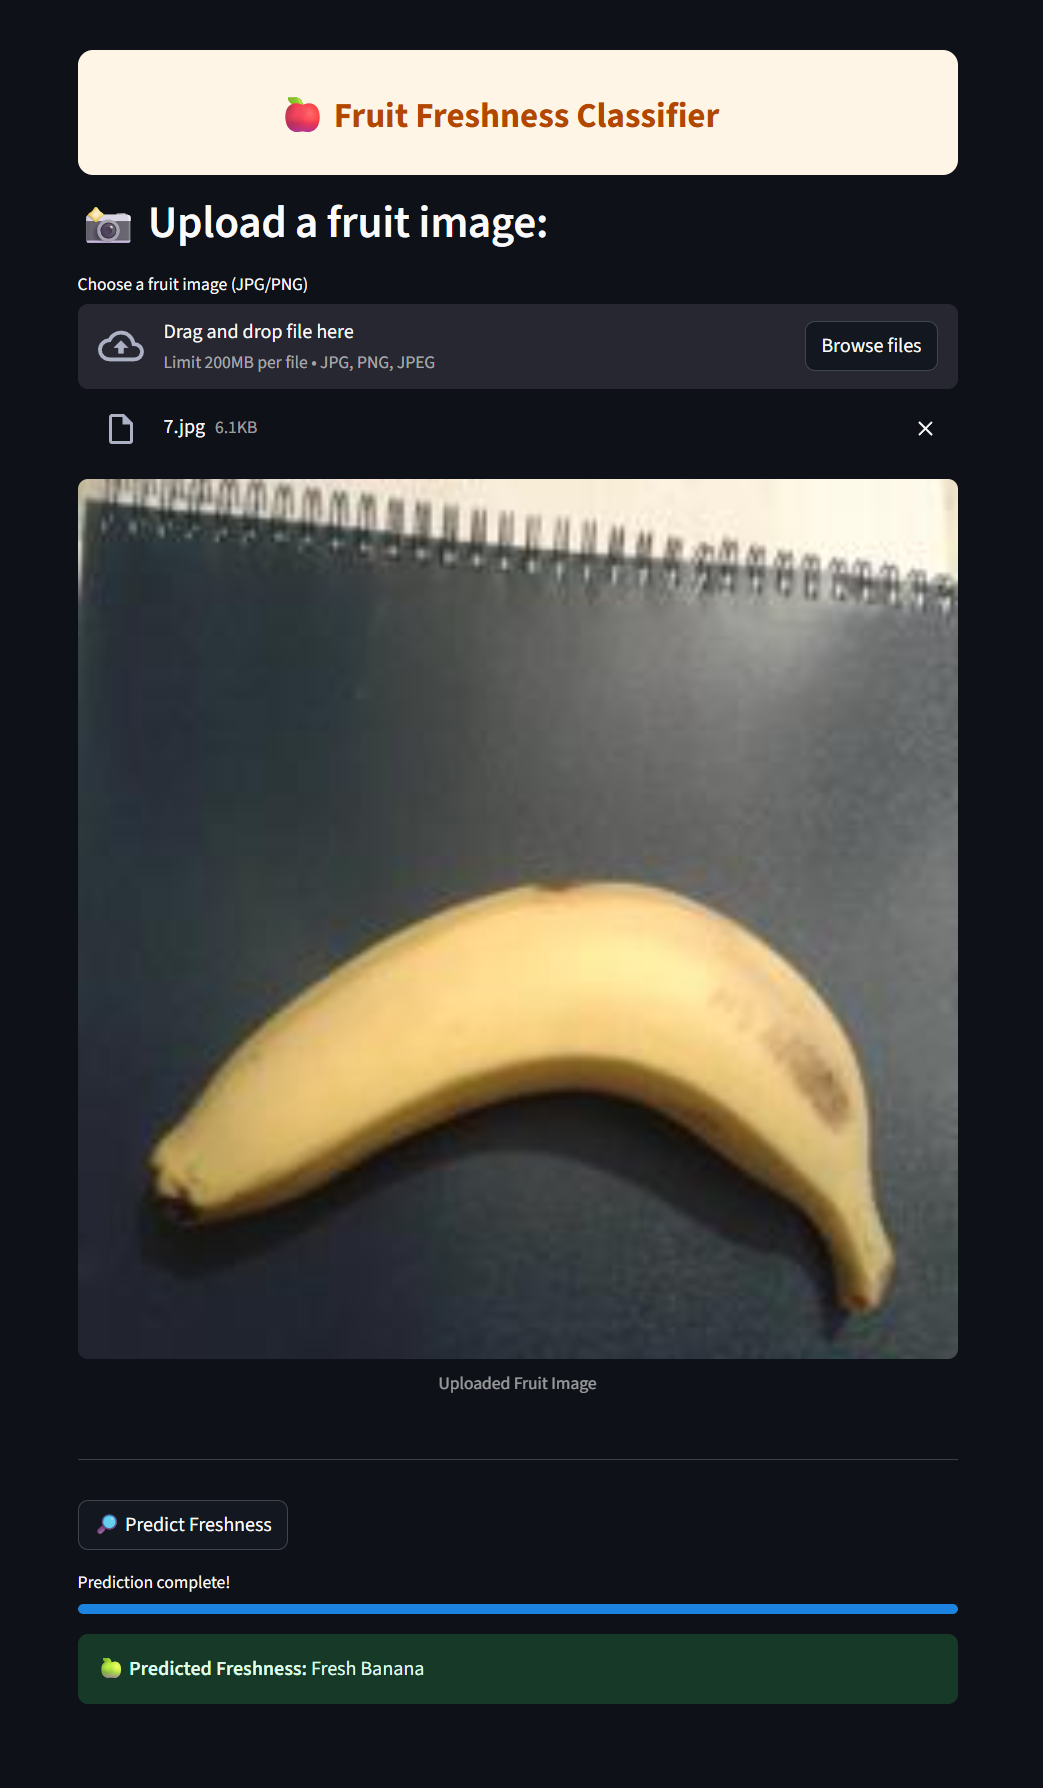 Fruit Freshness Classifier
Upload a fruit image:
Choose a fruit image (JPG/PNG)
Drag and drop file here
Limit 200MB per file • JPG, PNG, JPEG
Browse files
7.jpg 6.1KB
Uploaded Fruit Image
Predict Freshness
Prediction complete!
Predicted Freshness: Fresh Banana